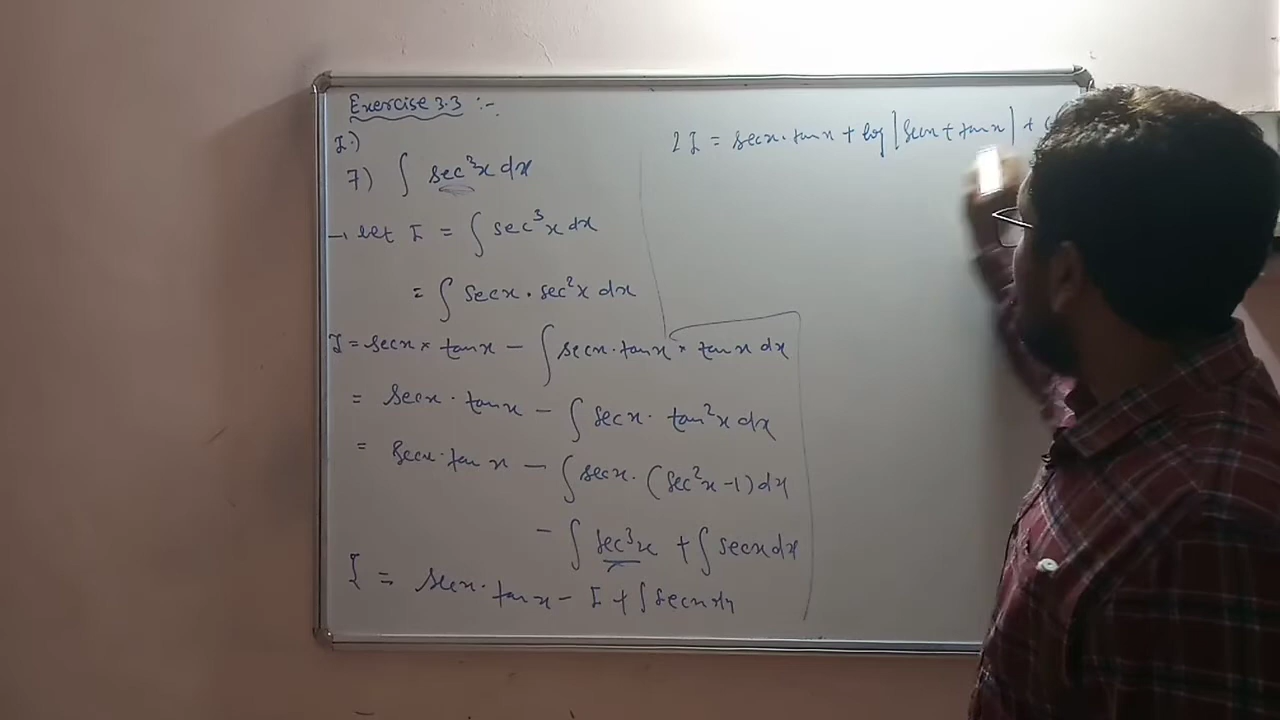 Exercise 3.3 :-
I.)
7) ∫ sec³x dx
→ let I = ∫ sec³x dx
= ∫ secx · sec²x dx
I = secx × tanx − ∫ secx·tanx × tanx dx
= secx · tanx − ∫ secx · tan²x dx
= secx·tanx − ∫ secx·(sec²x −1) dx
− ∫ sec³x + ∫ secx dx
I = secx·tanx − I + ∫ secx dx
2I = secx·tanx + log |secx + tanx| +